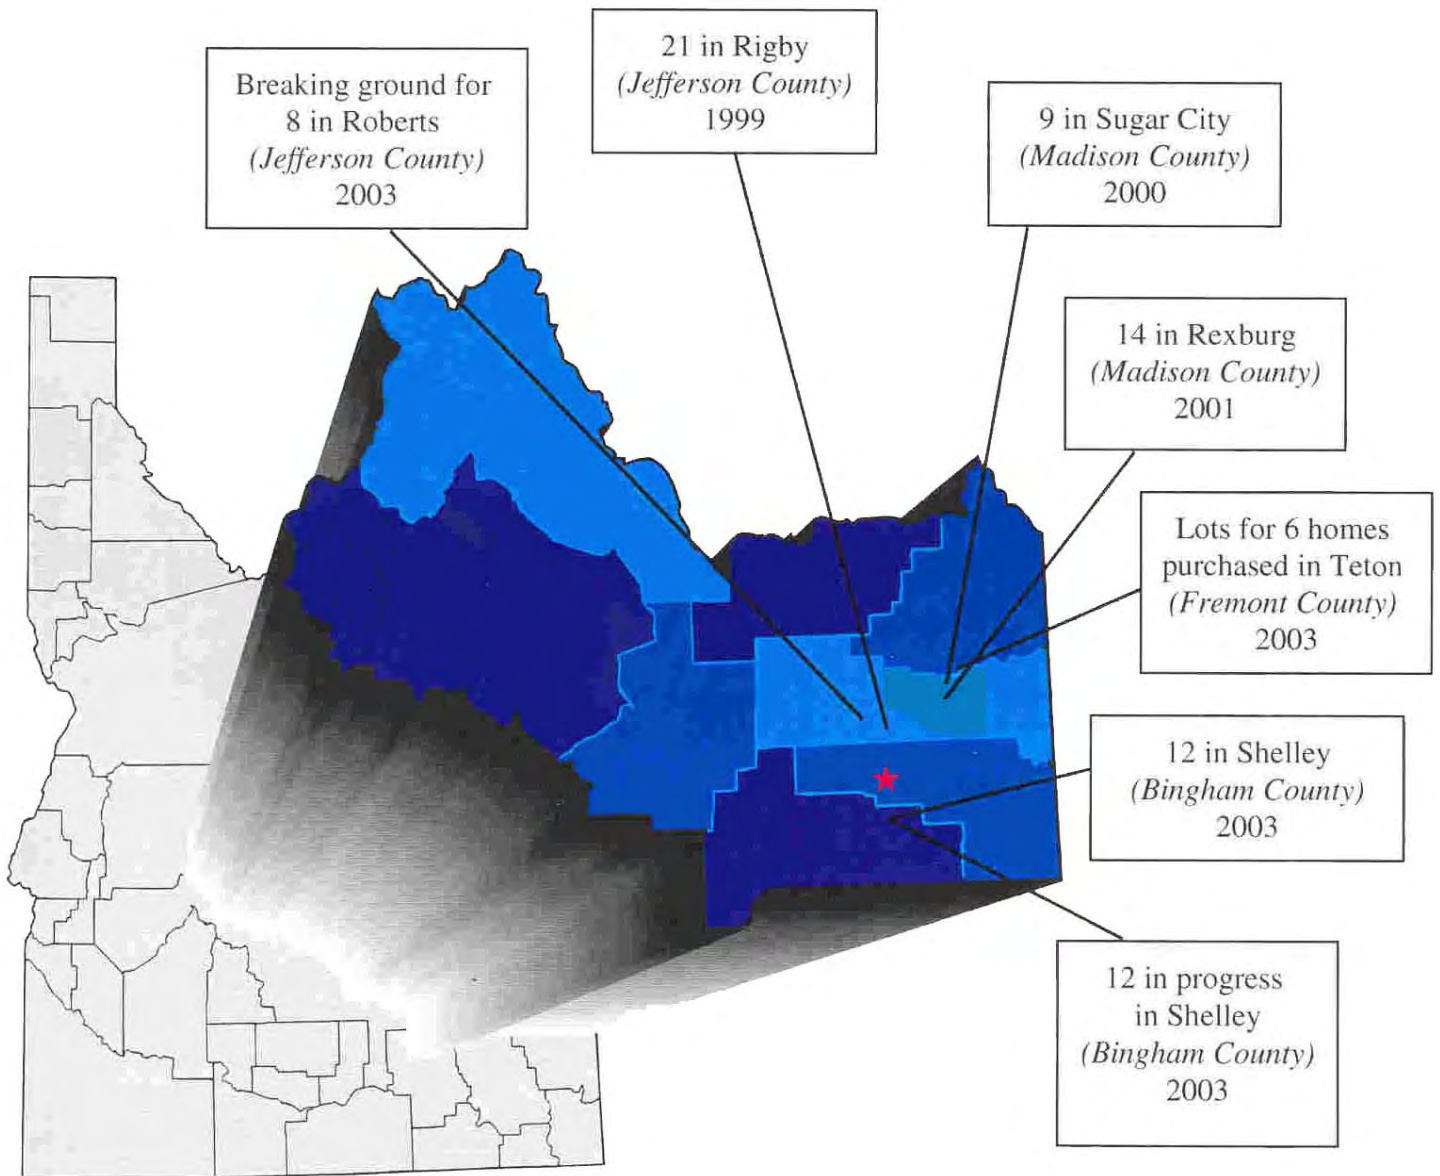 Breaking ground for
8 in Roberts
(Jefferson County)
2003
21 in Rigby
(Jefferson County)
1999
9 in Sugar City
(Madison County)
2000
14 in Rexburg
(Madison County)
2001
Lots for 6 homes
purchased in Teton
(Fremont County)
2003
12 in Shelley
(Bingham County)
2003
12 in progress
in Shelley
(Bingham County)
2003